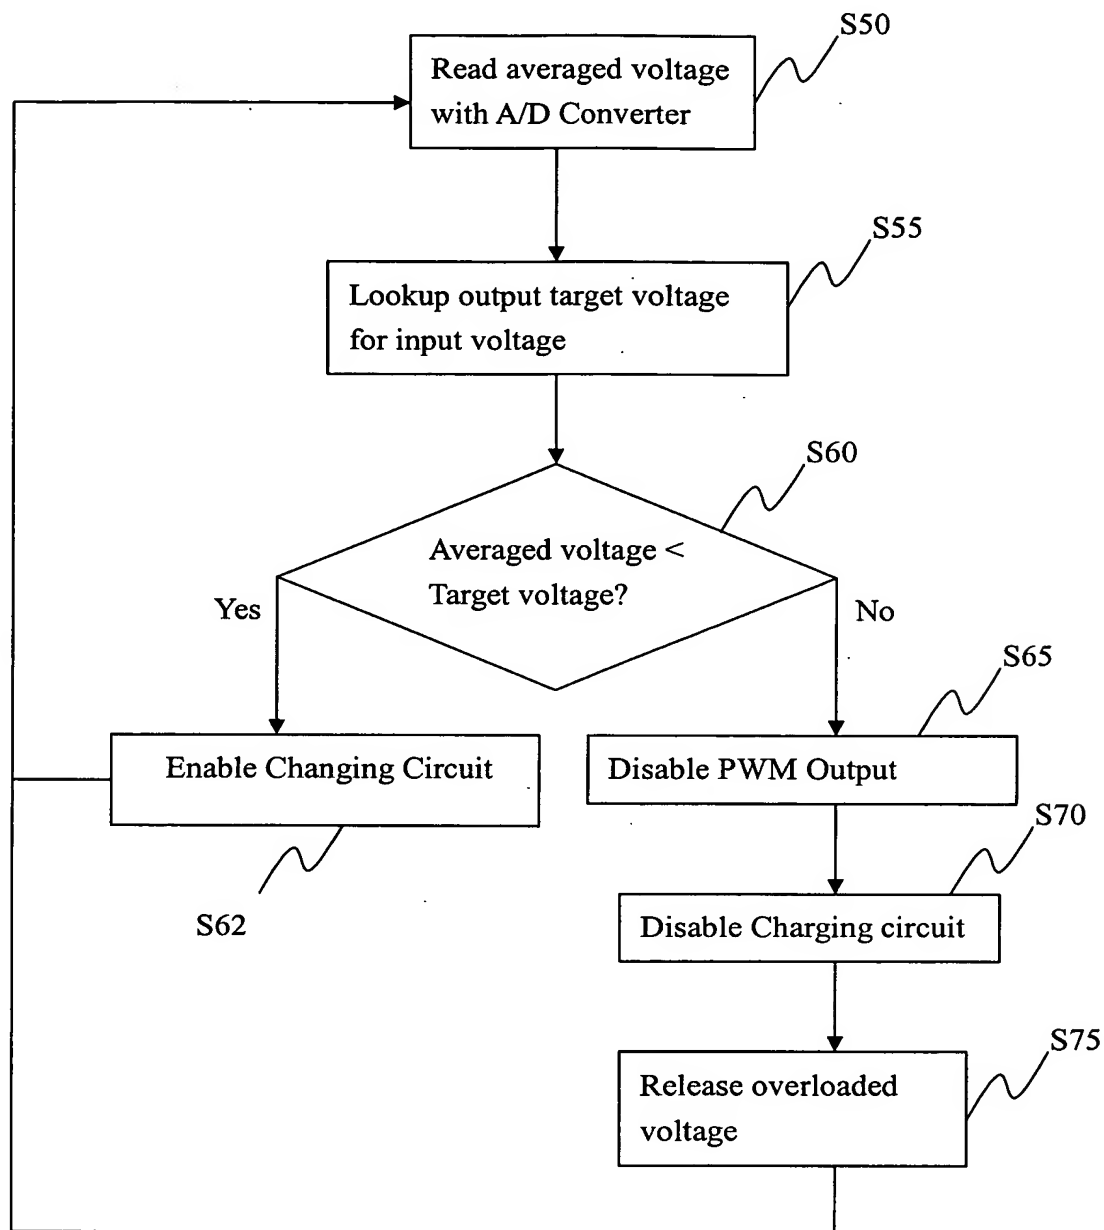 S50
Read averaged voltage
with A/D Converter
S55
Lookup output target voltage
for input voltage
S60
Averaged voltage <
Target voltage?
Yes
No
S65
Enable Changing Circuit
Disable PWM Output
S70
S62
Disable Charging circuit
S75
Release overloaded
voltage